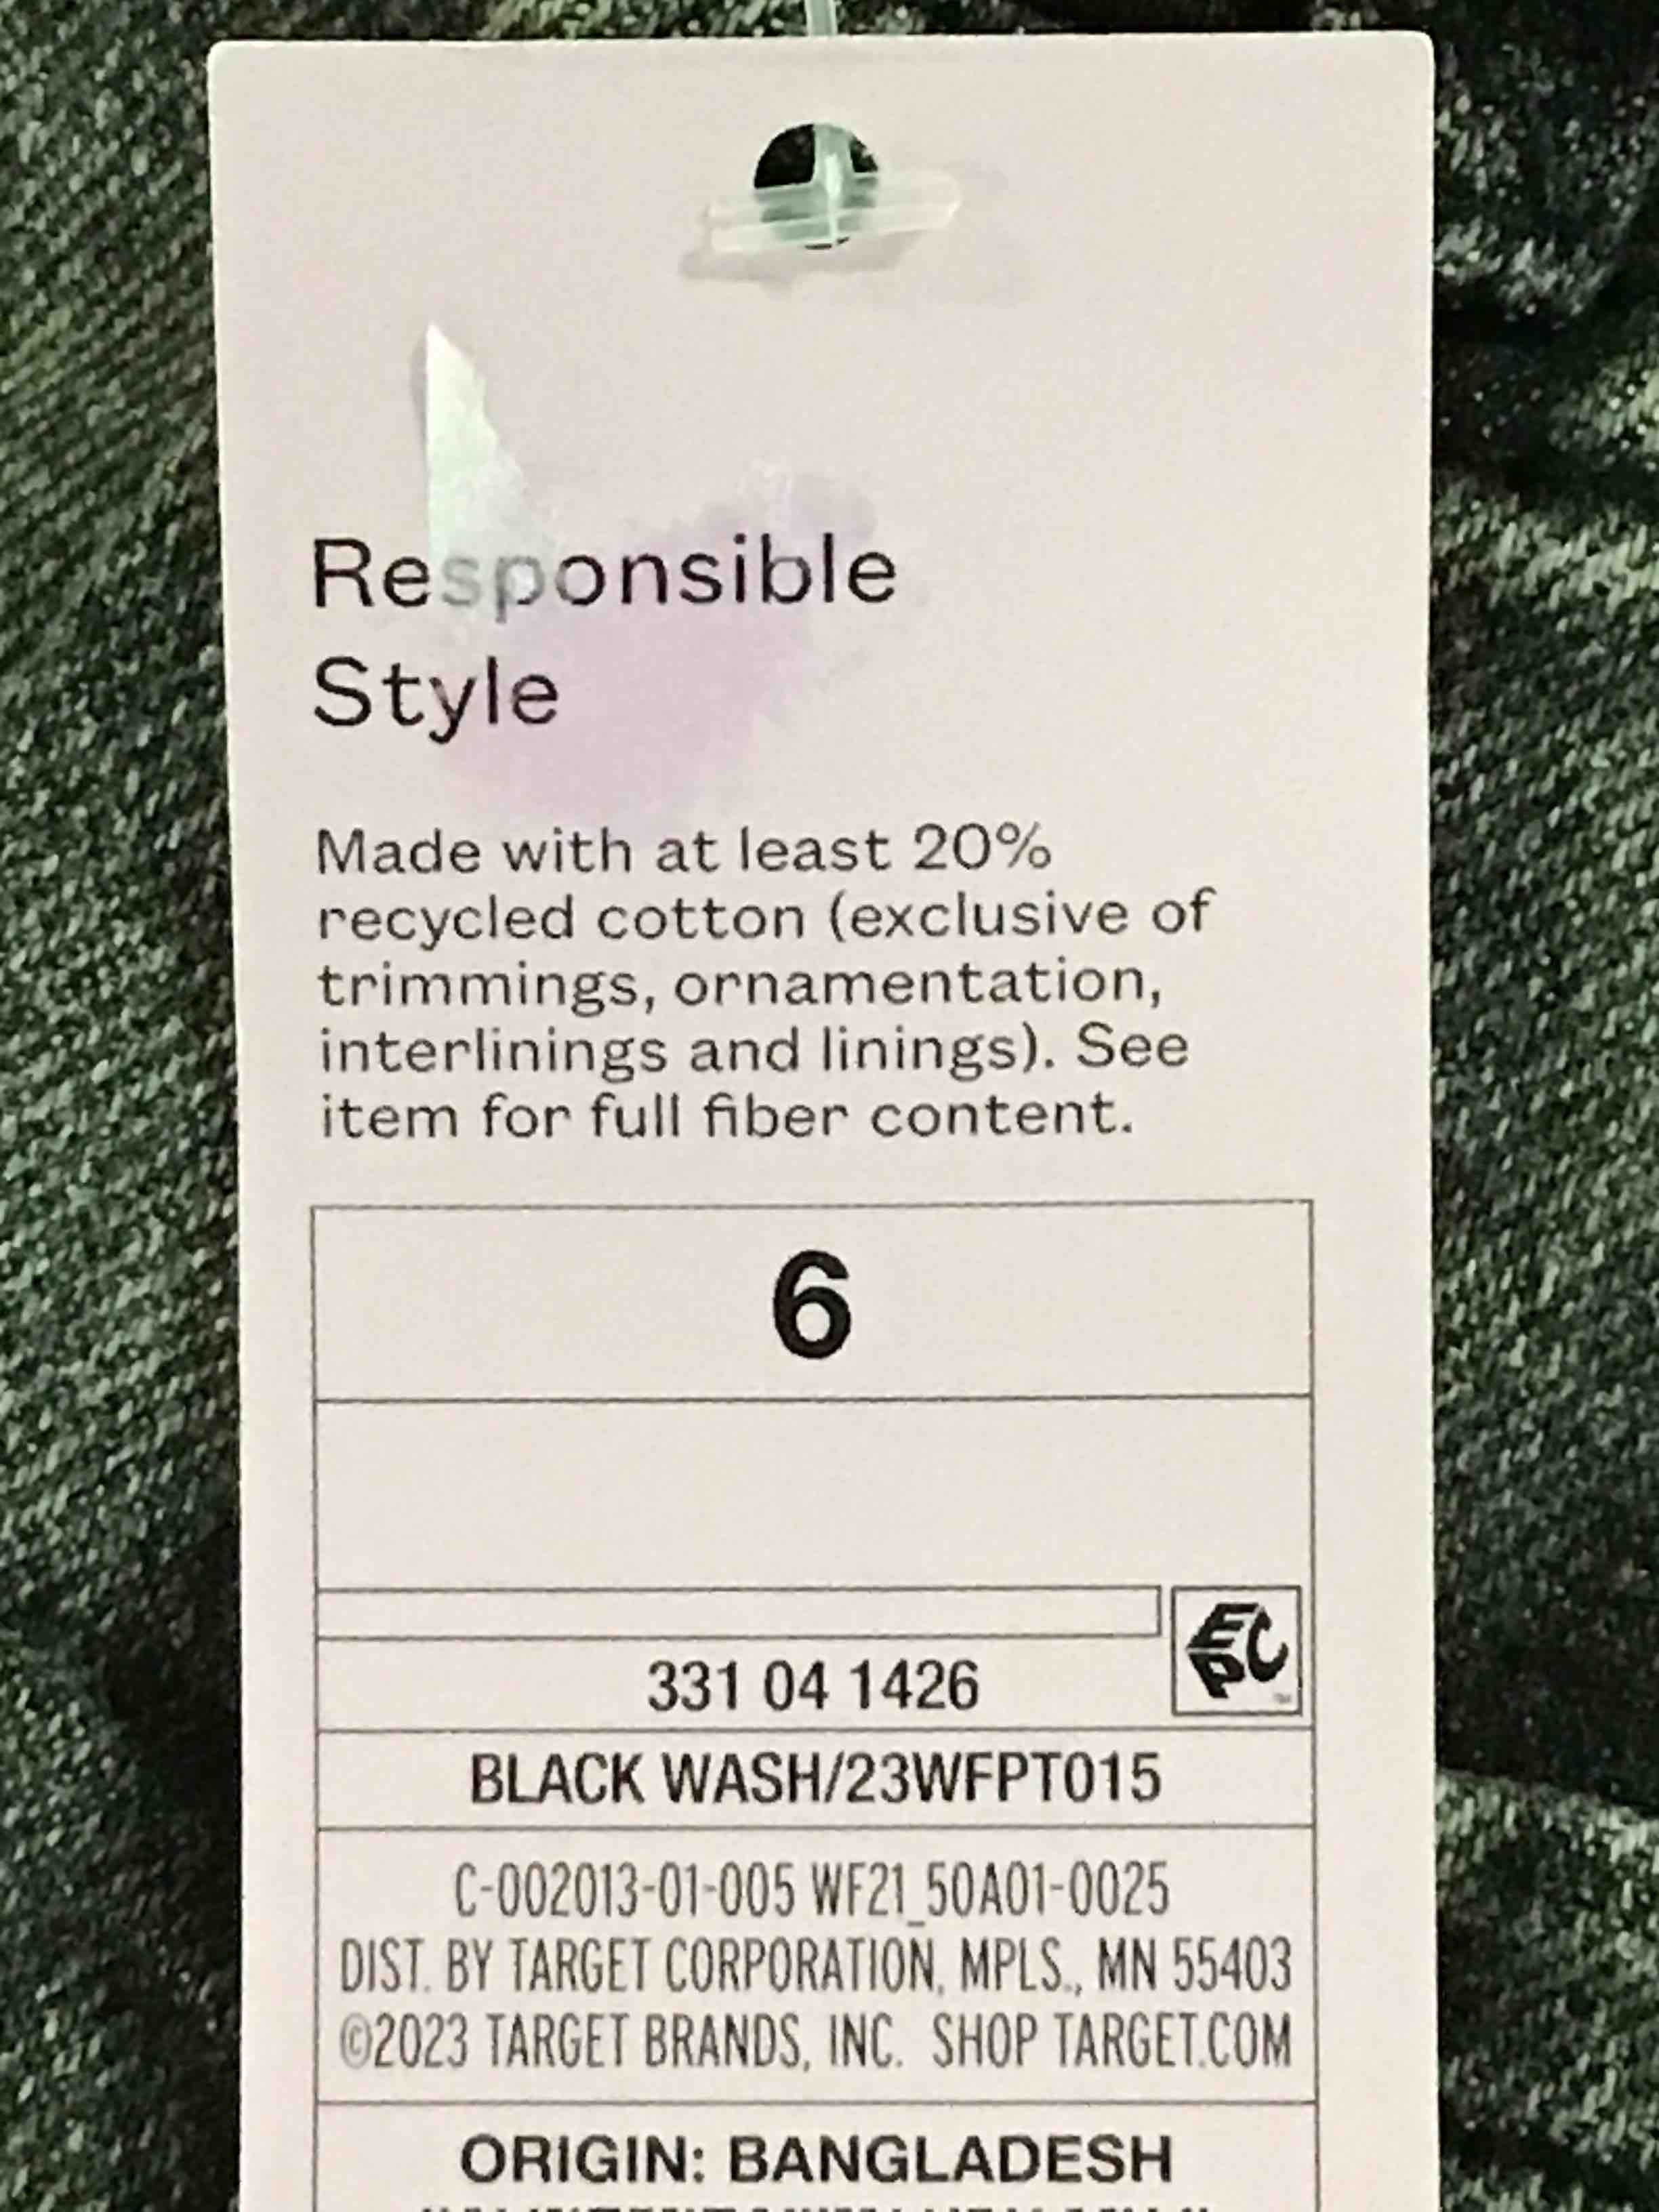 Responsible
Style
Made with at least 20%
recycled cotton (exclusive of
trimmings, ornamentation,
interlinings and linings). See
item for full fiber content.
6
EPC
331 04 1426
BLACK WASH/23WFPT015
C-002013-01-005 WF21_50A01-0025
DIST. BY TARGET CORPORATION, MPLS., MN 55403
©2023 TARGET BRANDS, INC. SHOP TARGET.COM
ORIGIN: BANGLADESH